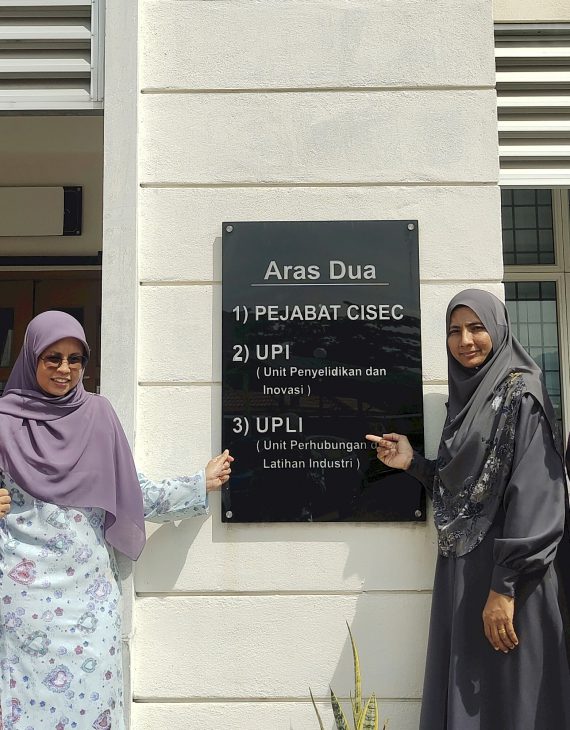 Aras Dua
1) PEJABAT CISEC
2) UPI
( Unit Penyelidikan dan
Inovasi )
3) UPLI
( Unit Perhubungan
Latihan Industri )